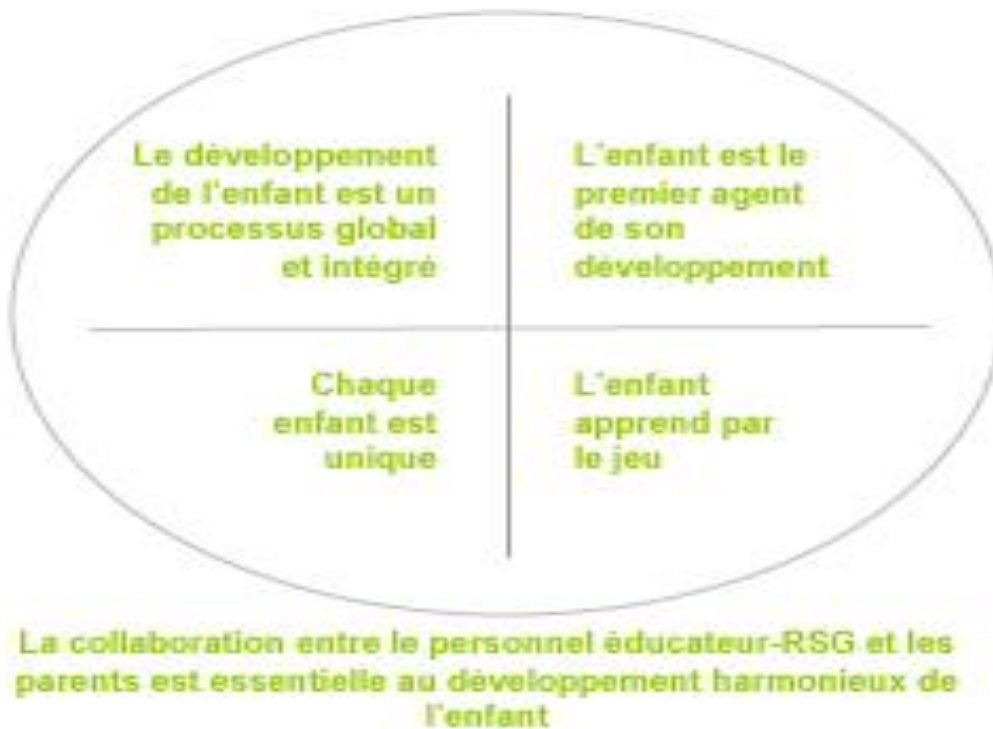 Le développement
de l'enfant est un
processus global
et intégré
L'enfant est le
premier agent
de son
développement
Chaque
enfant est
unique
L'enfant
apprend par
le jeu
La collaboration entre le personnel éducateur-RSG et les
parents est essentielle au développement harmonieux de
l'enfant